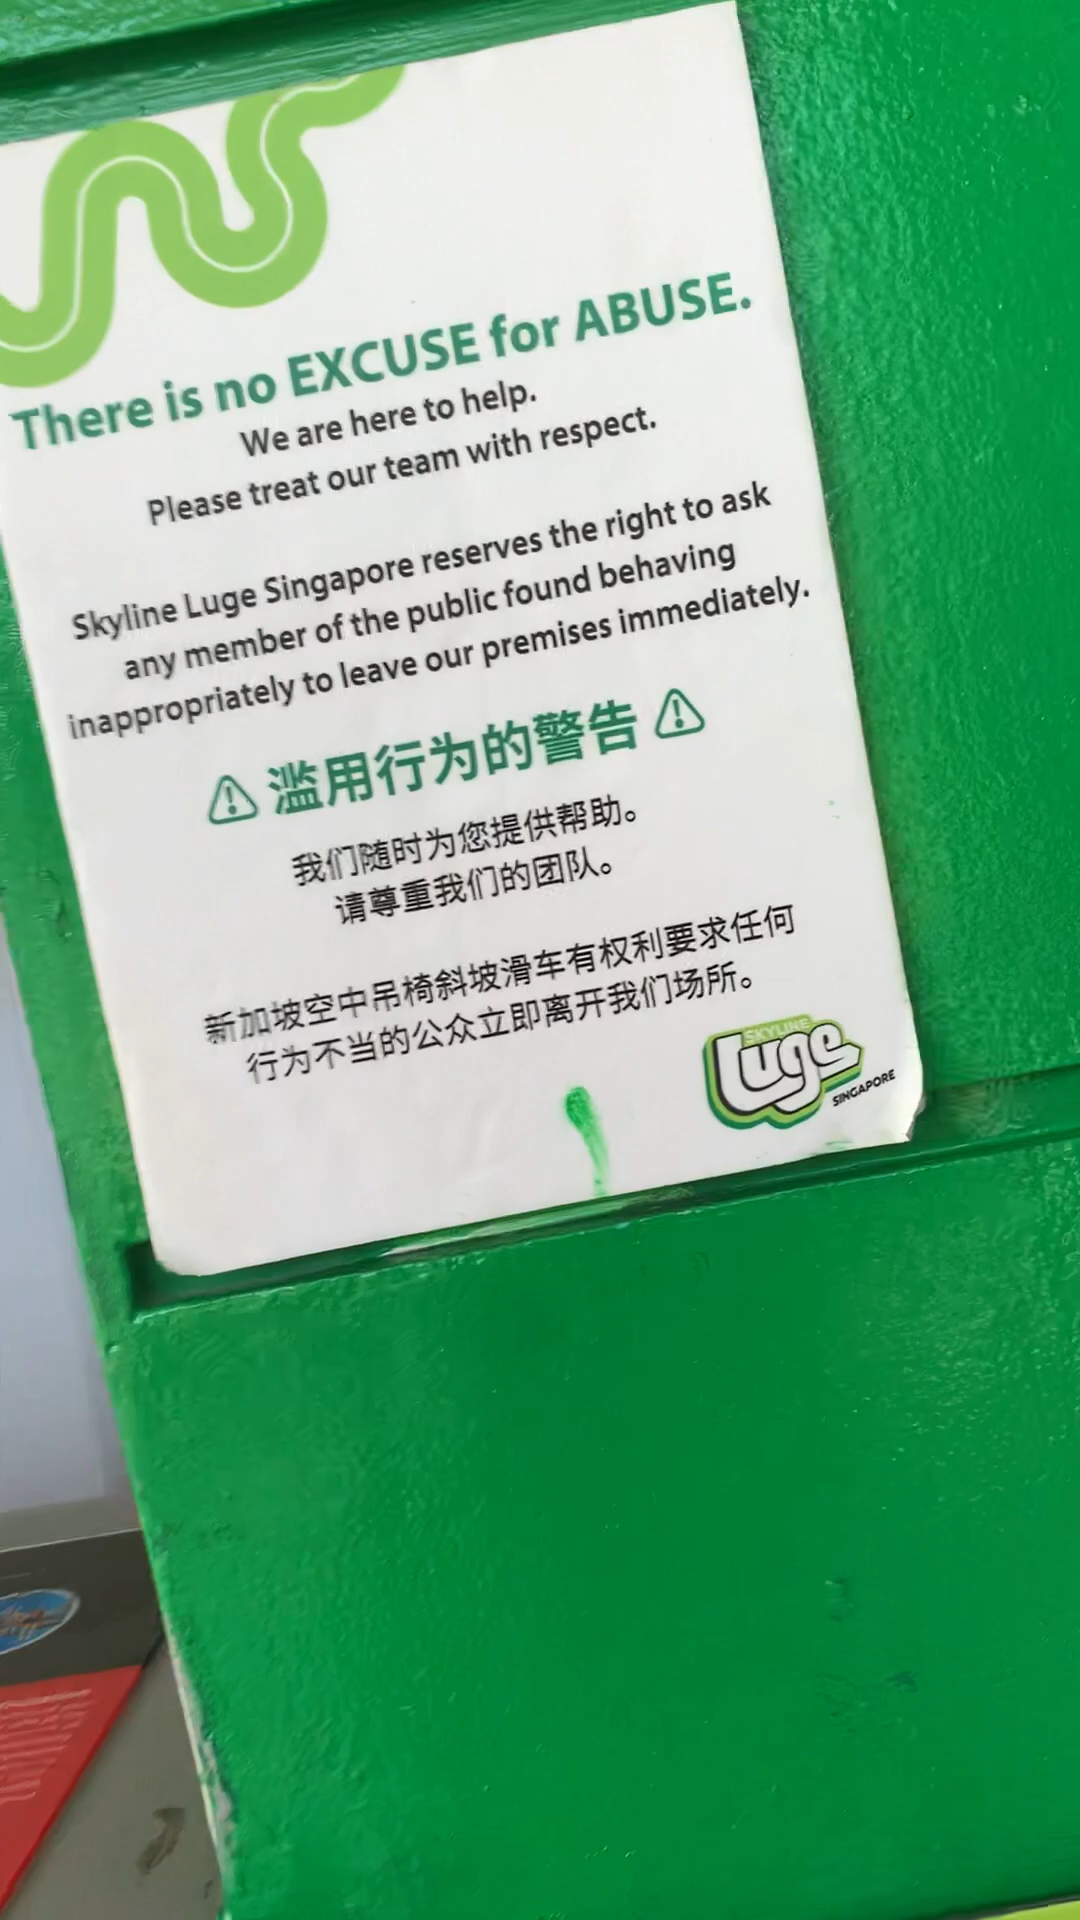 There is no EXCUSE for ABUSE.
We are here to help.
Please treat our team with respect.
Skyline Luge Singapore reserves the right to ask
any member of the public found behaving
inappropriately to leave our premises immediately.
滥用行为的警告
我们随时为您提供帮助。
请尊重我们的团队。
新加坡空中吊椅斜坡滑车有权利要求任何
行为不当的公众立即离开我们场所。
SKYLINE
Luge
SINGAPORE